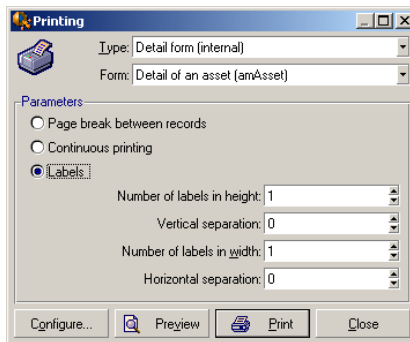 Printing
Type: Detail form (internal)
Form: Detail of an asset (amAsset)
Parameters
Page break between records
Continuous printing
Labels
Number of labels in height: 1
Vertical separation: 0
Number of labels in width: 1
Horizontal separation: 0
Configure... Preview Print Close